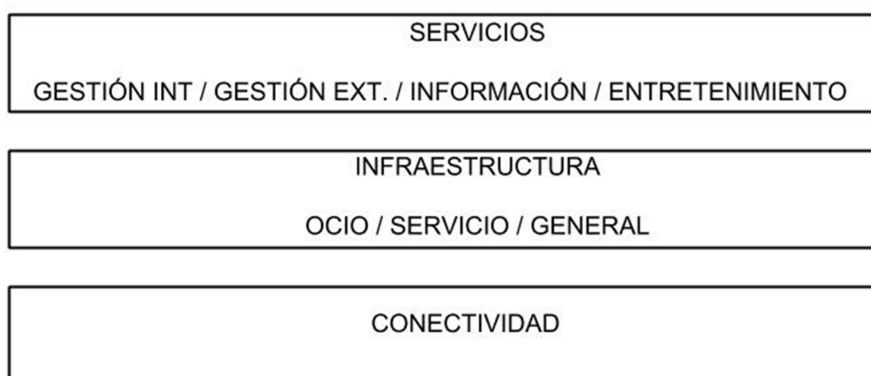 SERVICIOS
GESTIÓN INT / GESTIÓN EXT. / INFORMACIÓN / ENTRETENIMIENTO
INFRAESTRUCTURA
OCIO / SERVICIO / GENERAL
CONECTIVIDAD